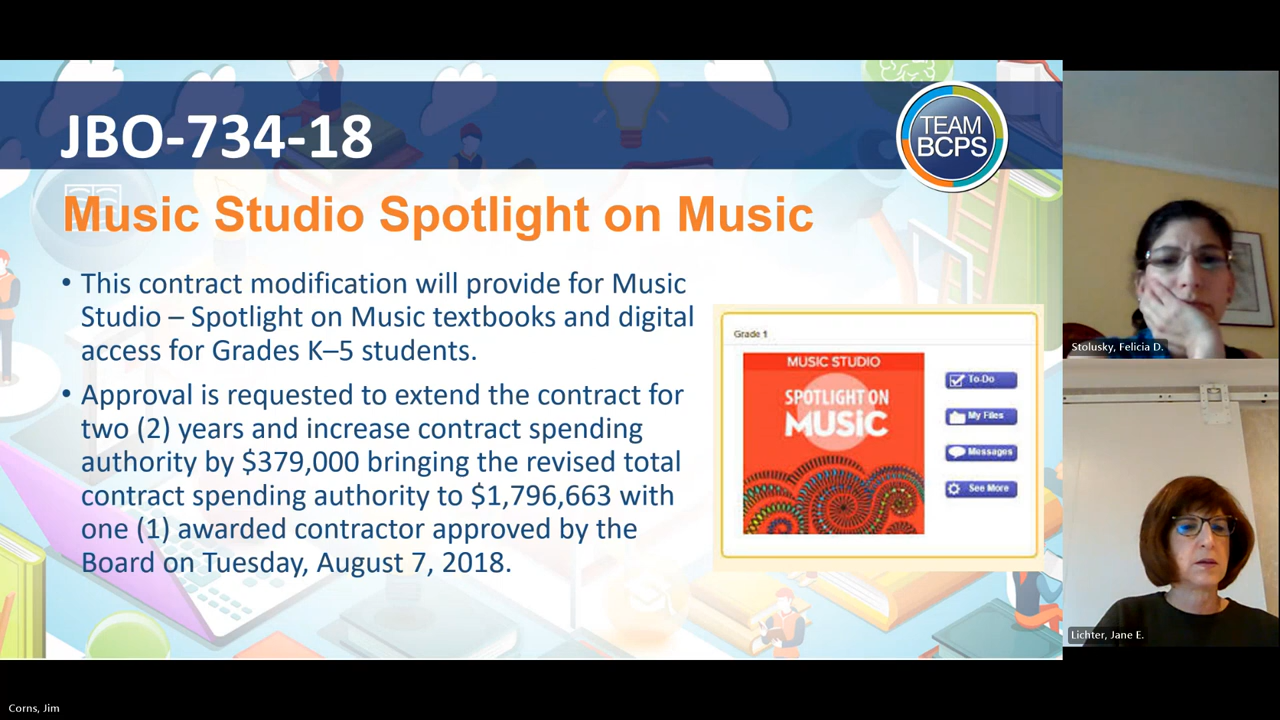 JBO-734-18
TEAM
BCPS
Music Studio Spotlight on Music
• This contract modification will provide for Music
Studio – Spotlight on Music textbooks and digital
access for Grades K–5 students.
• Approval is requested to extend the contract for
two (2) years and increase contract spending
authority by $379,000 bringing the revised total
contract spending authority to $1,796,663 with
one (1) awarded contractor approved by the
Board on Tuesday, August 7, 2018.
Grade 1
MUSIC STUDIO
SPOTLIGHT ON
MUSIC
To-Do
My Files
Messages
See More
Stolusky, Felicia D.
Lichter, Jane E.
Corns, Jim